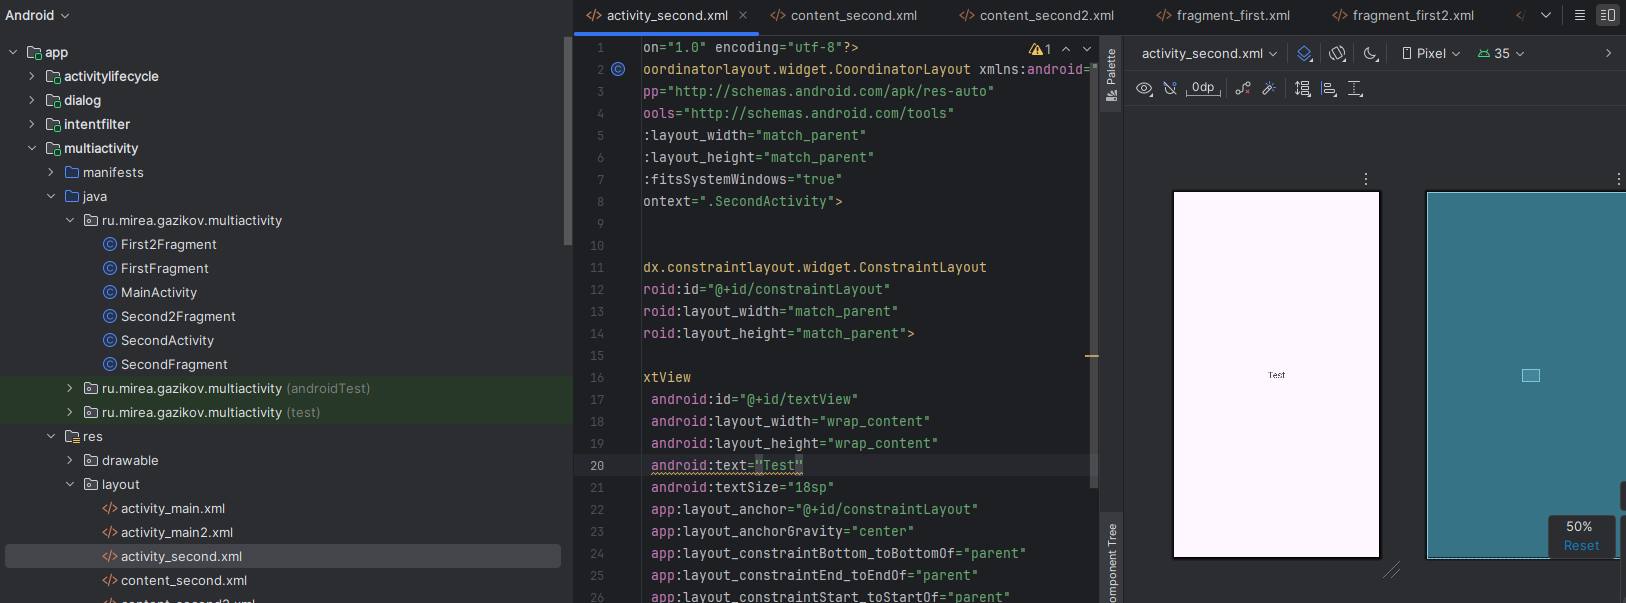 Android
app
activitylifecycle
dialog
intentfilter
multiactivity
manifests
java
ru.mirea.gazikov.multiactivity
First2Fragment
FirstFragment
MainActivity
Second2Fragment
SecondActivity
SecondFragment
ru.mirea.gazikov.multiactivity (androidTest)
ru.mirea.gazikov.multiactivity (test)
res
drawable
layout
activity_main.xml
activity_main2.xml
activity_second.xml
content_second.xml
content_second2.xml
activity_second.xml content_second.xml content_second2.xml fragment_first.xml fragment_first2.xml
1 on="1.0" encoding="utf-8"?>
2 oordinatorlayout.widget.CoordinatorLayout xmlns:android="
3 pp="http://schemas.android.com/apk/res-auto"
4 ools="http://schemas.android.com/tools"
5 :layout_width="match_parent"
6 :layout_height="match_parent"
7 :fitsSystemWindows="true"
8 ontext=".SecondActivity">
9
10
11 dx.constraintlayout.widget.ConstraintLayout
12 roid:id="@+id/constraintLayout"
13 roid:layout_width="match_parent"
14 roid:layout_height="match_parent">
15
16 xtView
17 android:id="@+id/textView"
18 android:layout_width="wrap_content"
19 android:layout_height="wrap_content"
20 android:text="Test"
21 android:textSize="18sp"
22 app:layout_anchor="@+id/constraintLayout"
23 app:layout_anchorGravity="center"
24 app:layout_constraintBottom_toBottomOf="parent"
25 app:layout_constraintEnd_toEndOf="parent"
26 app:layout_constraintStart_toStartOf="parent"
1
Palette
omponent Tree
activity_second.xml Pixel 35
0dp
Test
50%
Reset